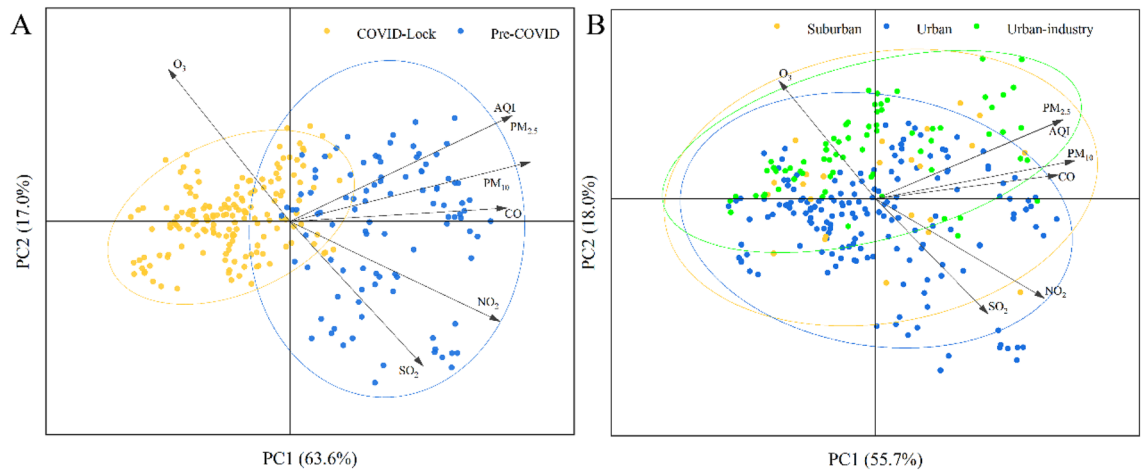 A
COVID-Lock Pre-COVID
O3
AQI
PM2.5
PM10
CO
NO2
SO2
PC2 (17.0%)
PC1 (63.6%)
B
Suburban Urban Urban-industry
O3
PM2.5
AQI
PM10
CO
NO2
SO2
PC2 (18.0%)
PC1 (55.7%)